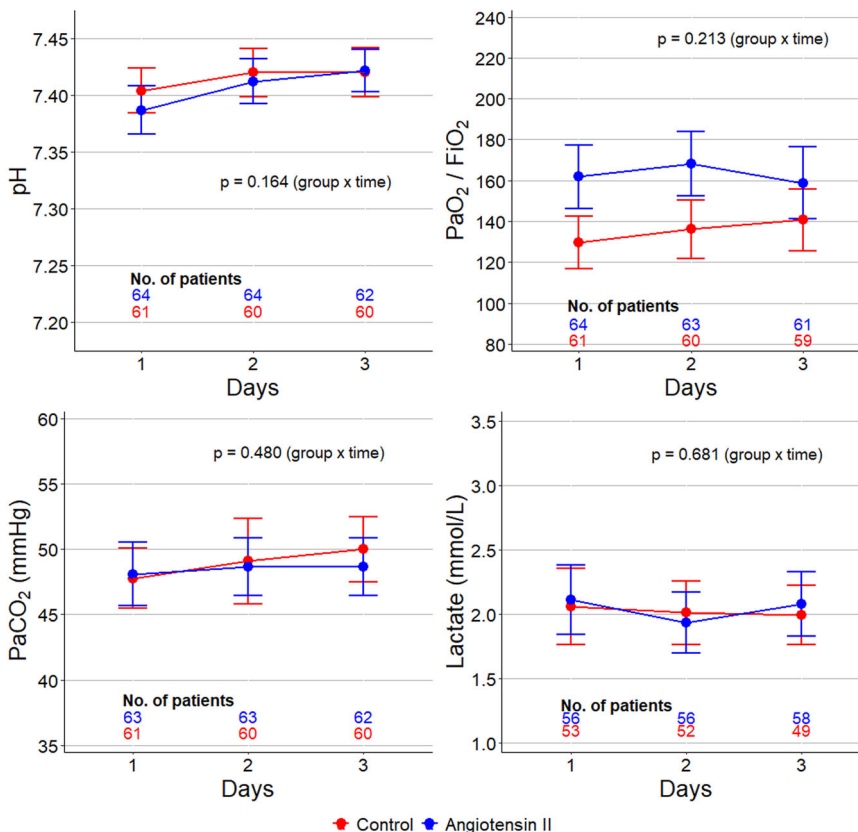 7.45
7.40
7.35
7.30
7.25
7.20
pH
p = 0.164 (group x time)
No. of patients
64 64 62
61 60 60
1 2 3
Days
240
220
200
180
160
140
120
100
80
PaO2 / FiO2
p = 0.213 (group x time)
No. of patients
64 63 61
61 60 59
1 2 3
Days
60
55
50
45
40
35
PaCO2 (mmHg)
p = 0.480 (group x time)
No. of patients
63 63 62
61 60 60
1 2 3
Days
3.5
3.0
2.5
2.0
1.5
1.0
Lactate (mmol/L)
p = 0.681 (group x time)
No. of patients
56 56 58
53 52 49
1 2 3
Days
Control Angiotensin II